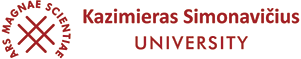 ARS MAGNAE SCIENTIAE
Kazimieras Simonavičius
UNIVERSITY